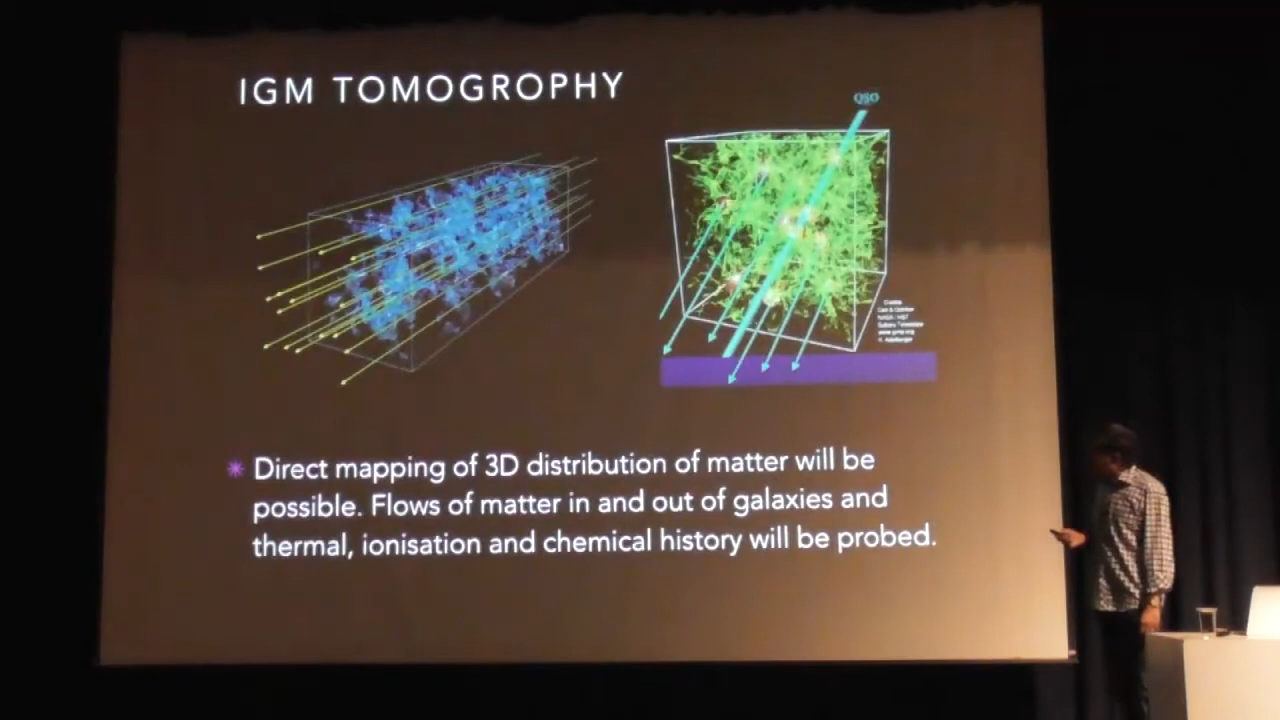 IGM TOMOGRAPHY
QSO
Direct mapping of 3D distribution of matter will be
possible. Flows of matter in and out of galaxies and
thermal, ionisation and chemical history will be probed.